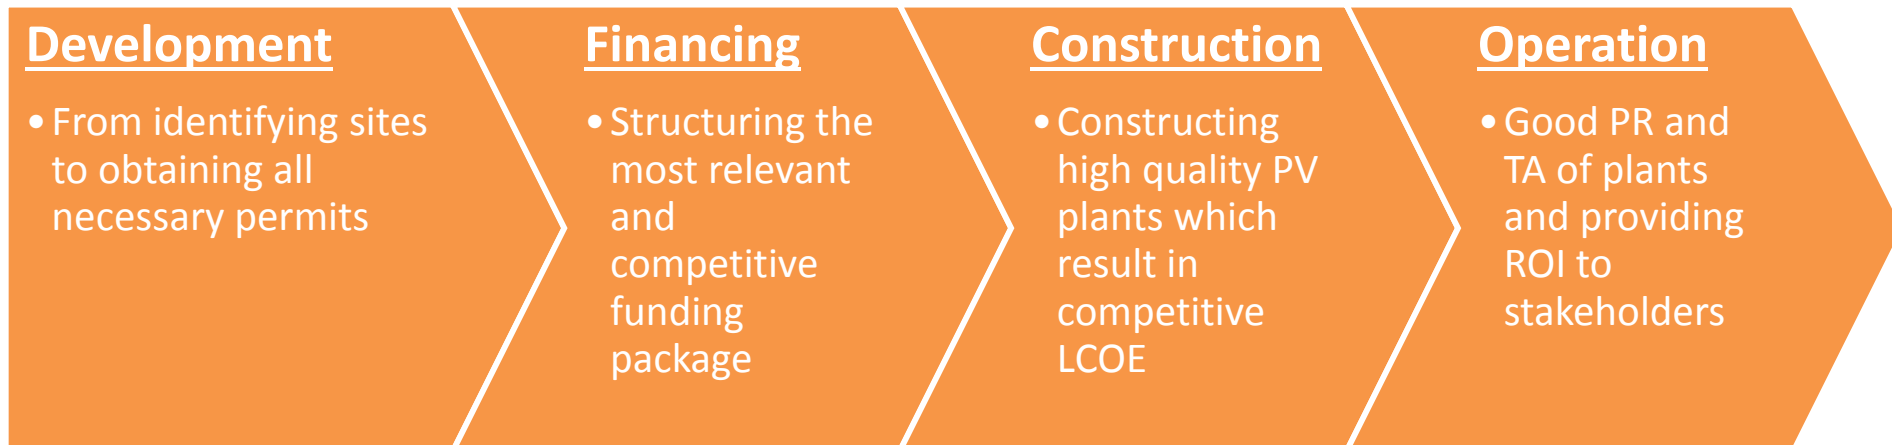 Development
• From identifying sites
to obtaining all
necessary permits
Financing
• Structuring the
most relevant
and
competitive
funding
package
Construction
• Constructing
high quality PV
plants which
result in
competitive
LCOE
Operation
• Good PR and
TA of plants
and providing
ROI to
stakeholders